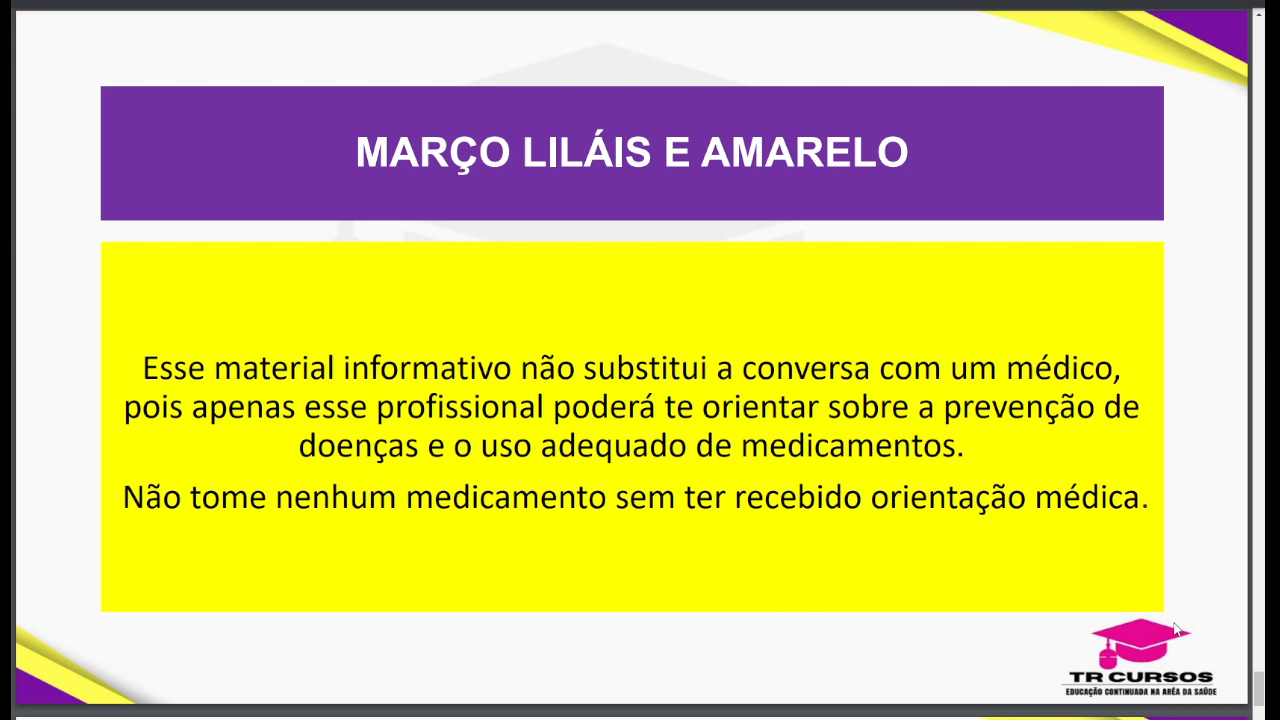 MARÇO LILÁIS E AMARELO
Esse material informativo não substitui a conversa com um médico,
pois apenas esse profissional poderá te orientar sobre a prevenção de
doenças e o uso adequado de medicamentos.
Não tome nenhum medicamento sem ter recebido orientação médica.
TR CURSOS
EDUCAÇÃO CONTINUADA NA ARÉA DA SAÚDE